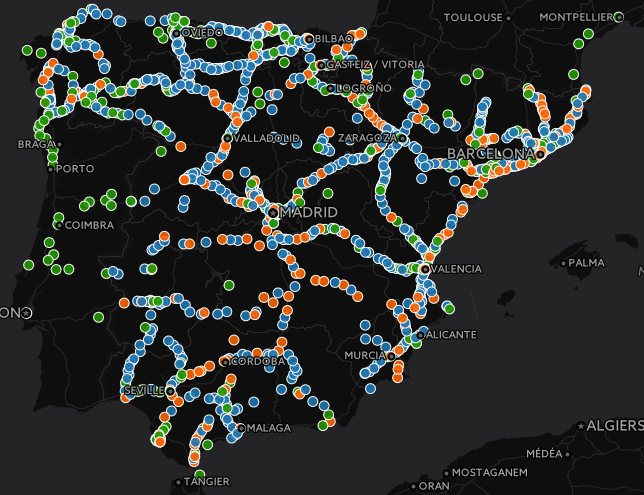 TOULOUSE
MONTPELLIER
OVIEDO
BILBAO
GASTEIZ / VITORIA
LOGROÑO
VALLADOLID
ZARAGOZA
BRAGA
BARCELONA
PORTO
MADRID
COIMBRA
PALMA
VALENCIA
ON
ALICANTE
MURCIA
CORDOBA
SEVILLE
MALAGA
ALGIERS
MÉDÉA
MOSTAGANEM
TANGIER
ORAN